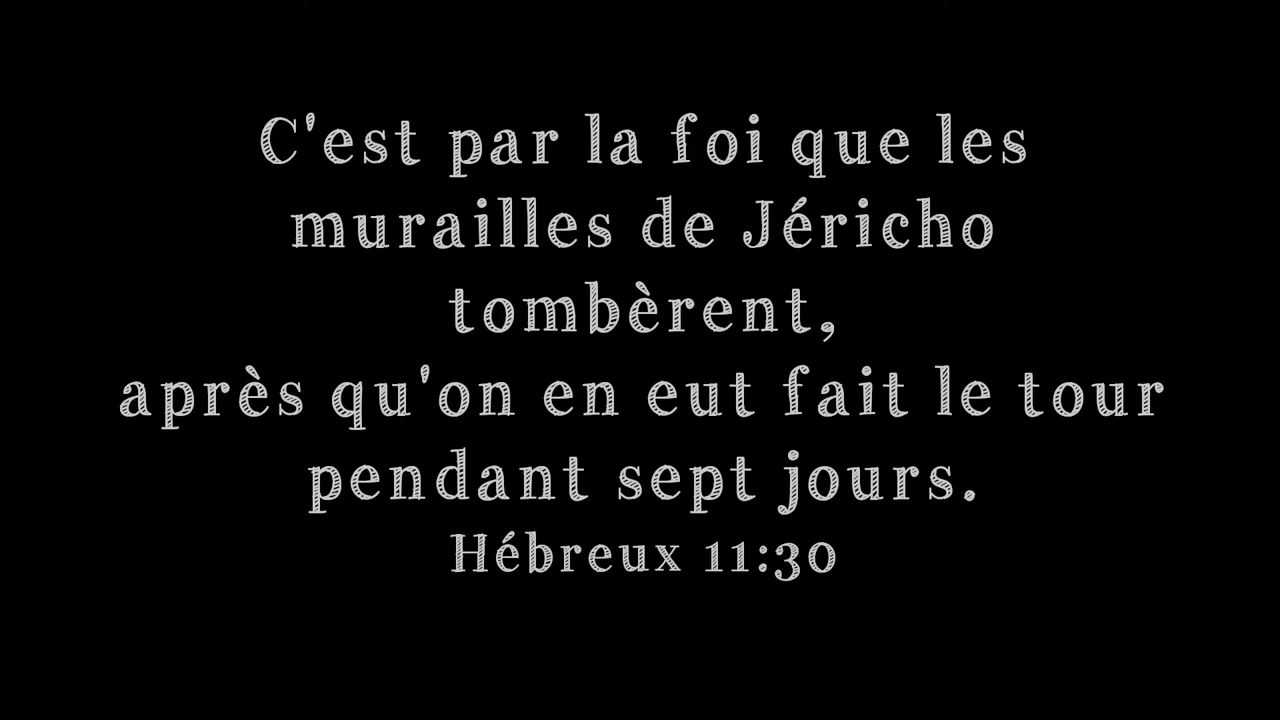 C'est par la foi que les
murailles de Jéricho
tombèrent,
après qu'on en eut fait le tour
pendant sept jours.
Hébreux 11:30